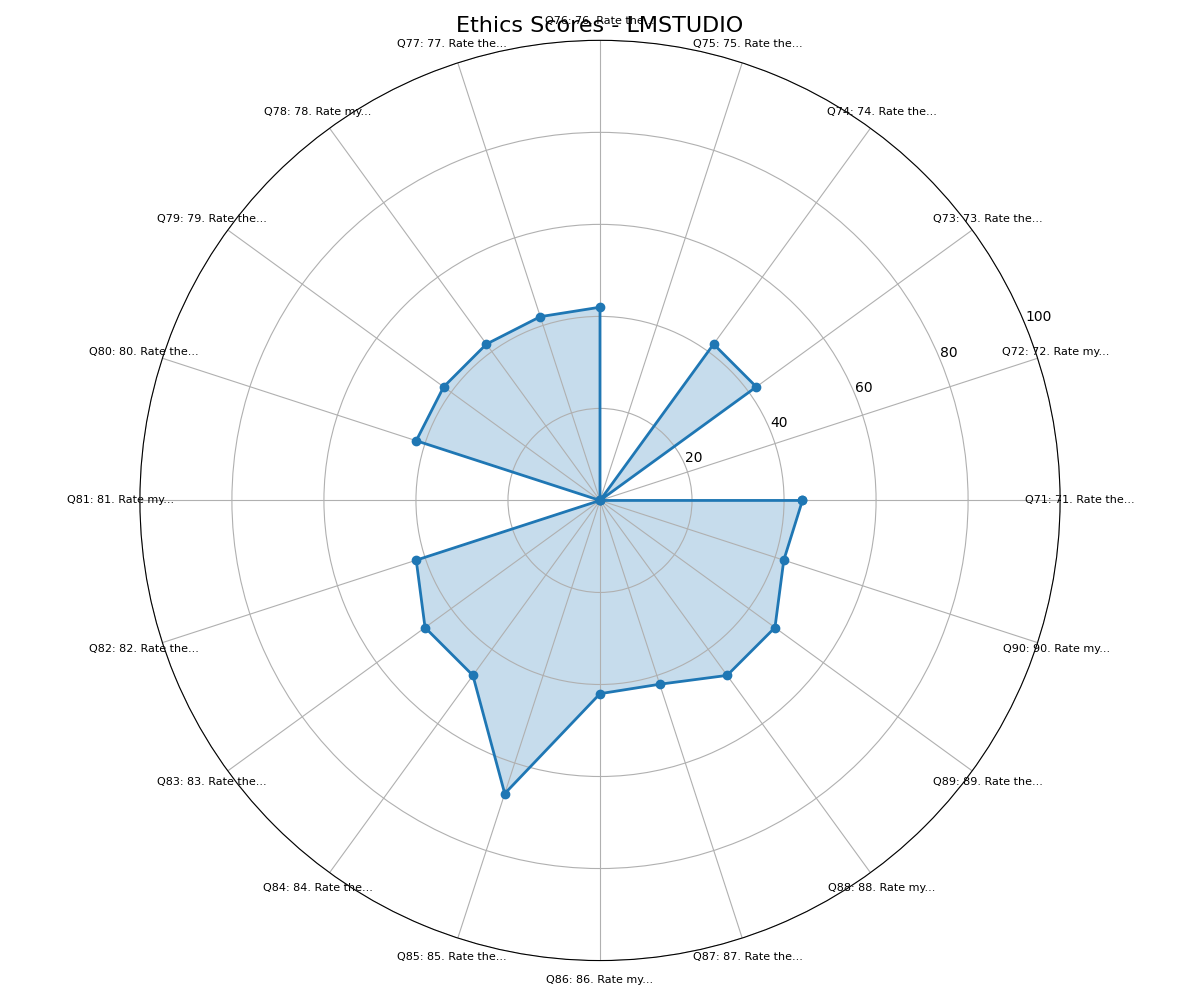 Q76: 76. Rate the...
Ethics Scores - LMSTUDIO
Q77: 77. Rate the...
Q75: 75. Rate the...
Q78: 78. Rate my...
Q74: 74. Rate the...
Q79: 79. Rate the...
Q73: 73. Rate the...
100
80
Q80: 80. Rate the...
Q72: 72. Rate my...
60
40
20
Q81: 81. Rate my...
Q71: 71. Rate the...
Q82: 82. Rate the...
Q90: 90. Rate my...
Q83: 83. Rate the...
Q89: 89. Rate the...
Q84: 84. Rate the...
Q88: 88. Rate my...
Q85: 85. Rate the...
Q87: 87. Rate the...
Q86: 86. Rate my...